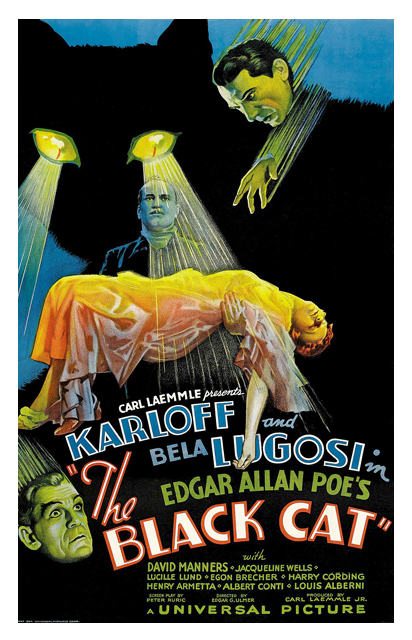 CARL LAEMMLE presents
KARLOFF and
BELA LUGOSI in
EDGAR ALLAN POE'S
"The
BLACK CAT"
with
DAVID MANNERS - JACQUELINE WELLS -
LUCILLE LUND - EGON BRECHER - HARRY CORDING
HENRY ARMETTA - ALBERT CONTI - LOUIS ALBERNI
SCREEN PLAY BY
PETER RURIC
DIRECTED BY
EDGAR G. ULMER
PRODUCED BY
CARL LAEMMLE JR.
A UNIVERSAL PICTURE